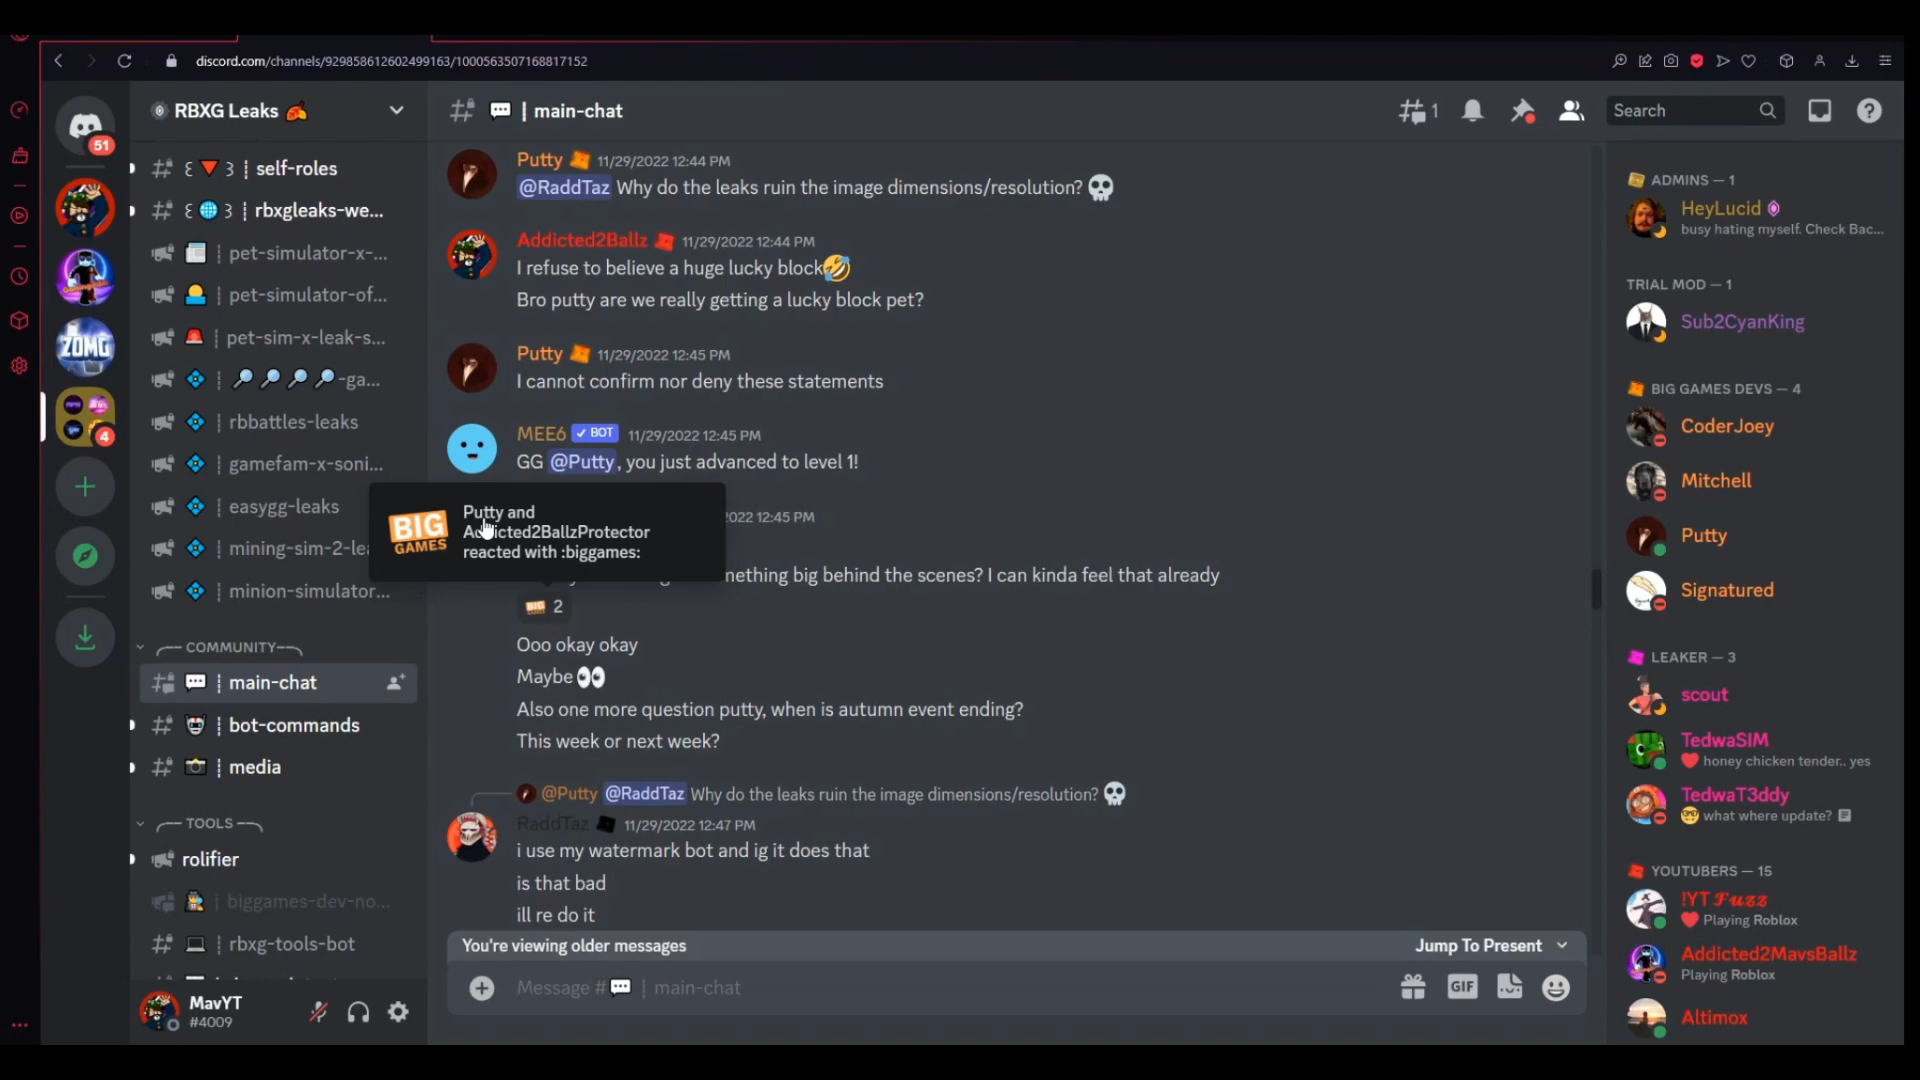 discord.com/channels/929858612602499163/1000563507168817152
51
4
RBXG Leaks
self-roles
rbxgleaks-we...
pet-simulator-x-...
pet-simulator-of...
pet-sim-x-leak-s...
-ga...
rbbattles-leaks
gamefam-x-soni...
easygg-leaks
mining-sim-2-lea
minion-simulator...
COMMUNITY
main-chat
bot-commands
media
TOOLS
rolifier
biggames-dev-no...
rbxg-tools-bot
MavYT
#4009
main-chat
1
Search
Putty 11/29/2022 12:44 PM
@RaddTaz Why do the leaks ruin the image dimensions/resolution?
Addicted2Ballz 11/29/2022 12:44 PM
I refuse to believe a huge lucky block
Bro putty are we really getting a lucky block pet?
Putty 11/29/2022 12:45 PM
I cannot confirm nor deny these statements
MEE6 ✓ BOT 11/29/2022 12:45 PM
GG @Putty, you just advanced to level 1!
022 12:45 PM
BIG GAMES
Putty and
Addicted2BallzProtector
reacted with :biggames:
mething big behind the scenes? I can kinda feel that already
BIG 2
Ooo okay okay
Maybe
Also one more question putty, when is autumn event ending?
This week or next week?
@Putty @RaddTaz Why do the leaks ruin the image dimensions/resolution?
RaddTaz 11/29/2022 12:47 PM
i use my watermark bot and ig it does that
is that bad
ill re do it
You're viewing older messages
Jump To Present
Message # | main-chat
GIF
ADMINS — 1
HeyLucid
busy hating myself. Check Bac...
TRIAL MOD — 1
Sub2CyanKing
BIG GAMES DEVS — 4
CoderJoey
Mitchell
Putty
Signatured
LEAKER — 3
scout
TedwaSIM
honey chicken tender.. yes
TedwaT3ddy
what where update?
YOUTUBERS — 15
!YT Fuzz
Playing Roblox
Addicted2MavsBallz
Playing Roblox
Altimox
ZOMG